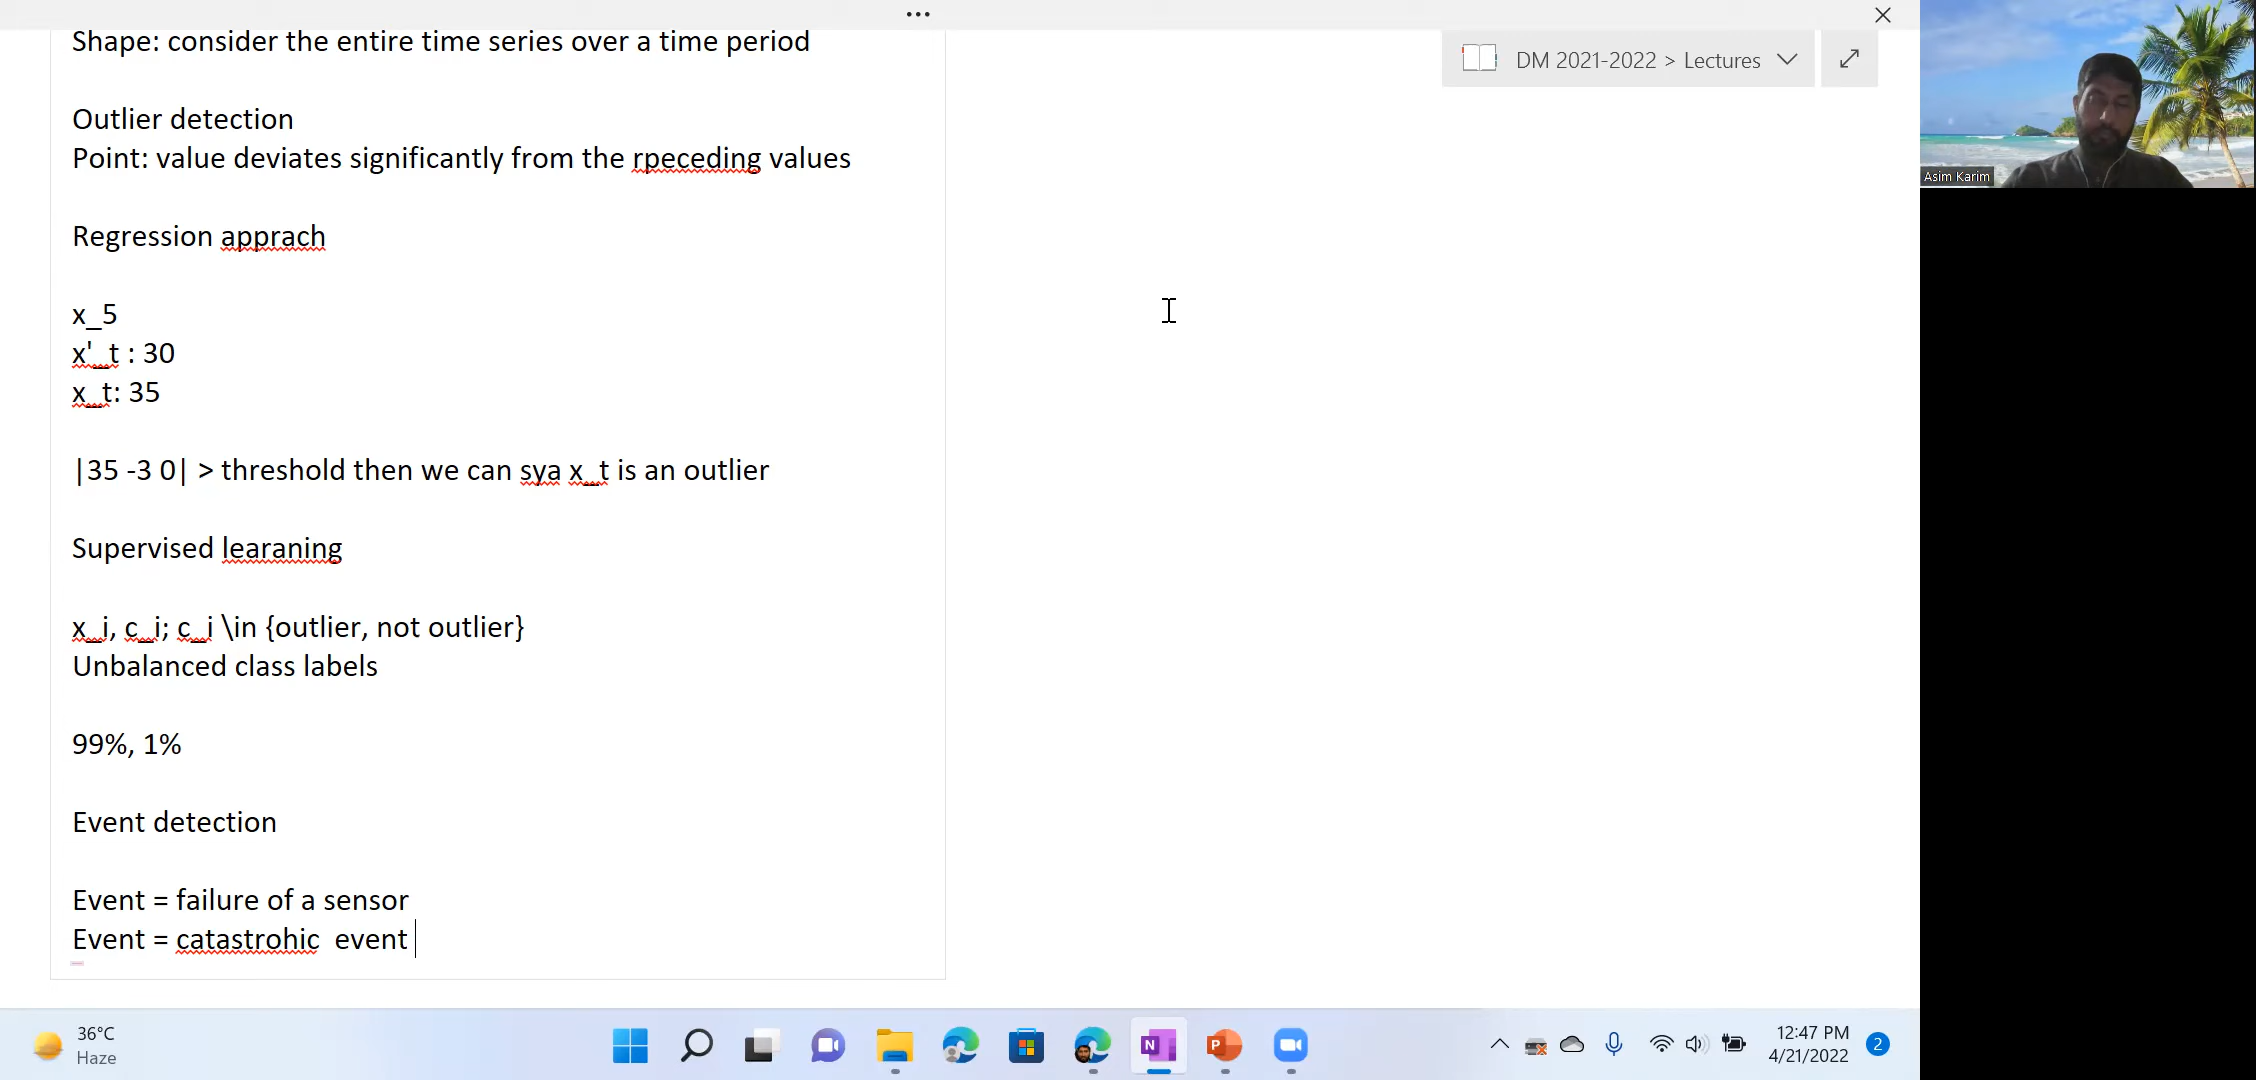 Shape: consider the entire time series over a time period
DM 2021-2022 > Lectures
Outlier detection
Point: value deviates significantly from the rpeceding values
Asim Karim
Regression apprach
x_5
x'_t : 30
x_t: 35
|35 -3 0| > threshold then we can sya x_t is an outlier
Supervised learaning
x_i, c_i; c_i \in {outlier, not outlier}
Unbalanced class labels
99%, 1%
Event detection
Event = failure of a sensor
Event = catastrohic  event
36°C
Haze
N
P
12:47 PM
4/21/2022
2